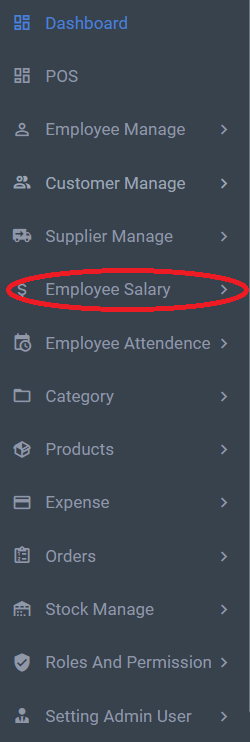 Dashboard
POS
Employee Manage
Customer Manage
Supplier Manage
Employee Salary
Employee Attendence
Category
Products
Expense
Orders
Stock Manage
Roles And Permission
Setting Admin User